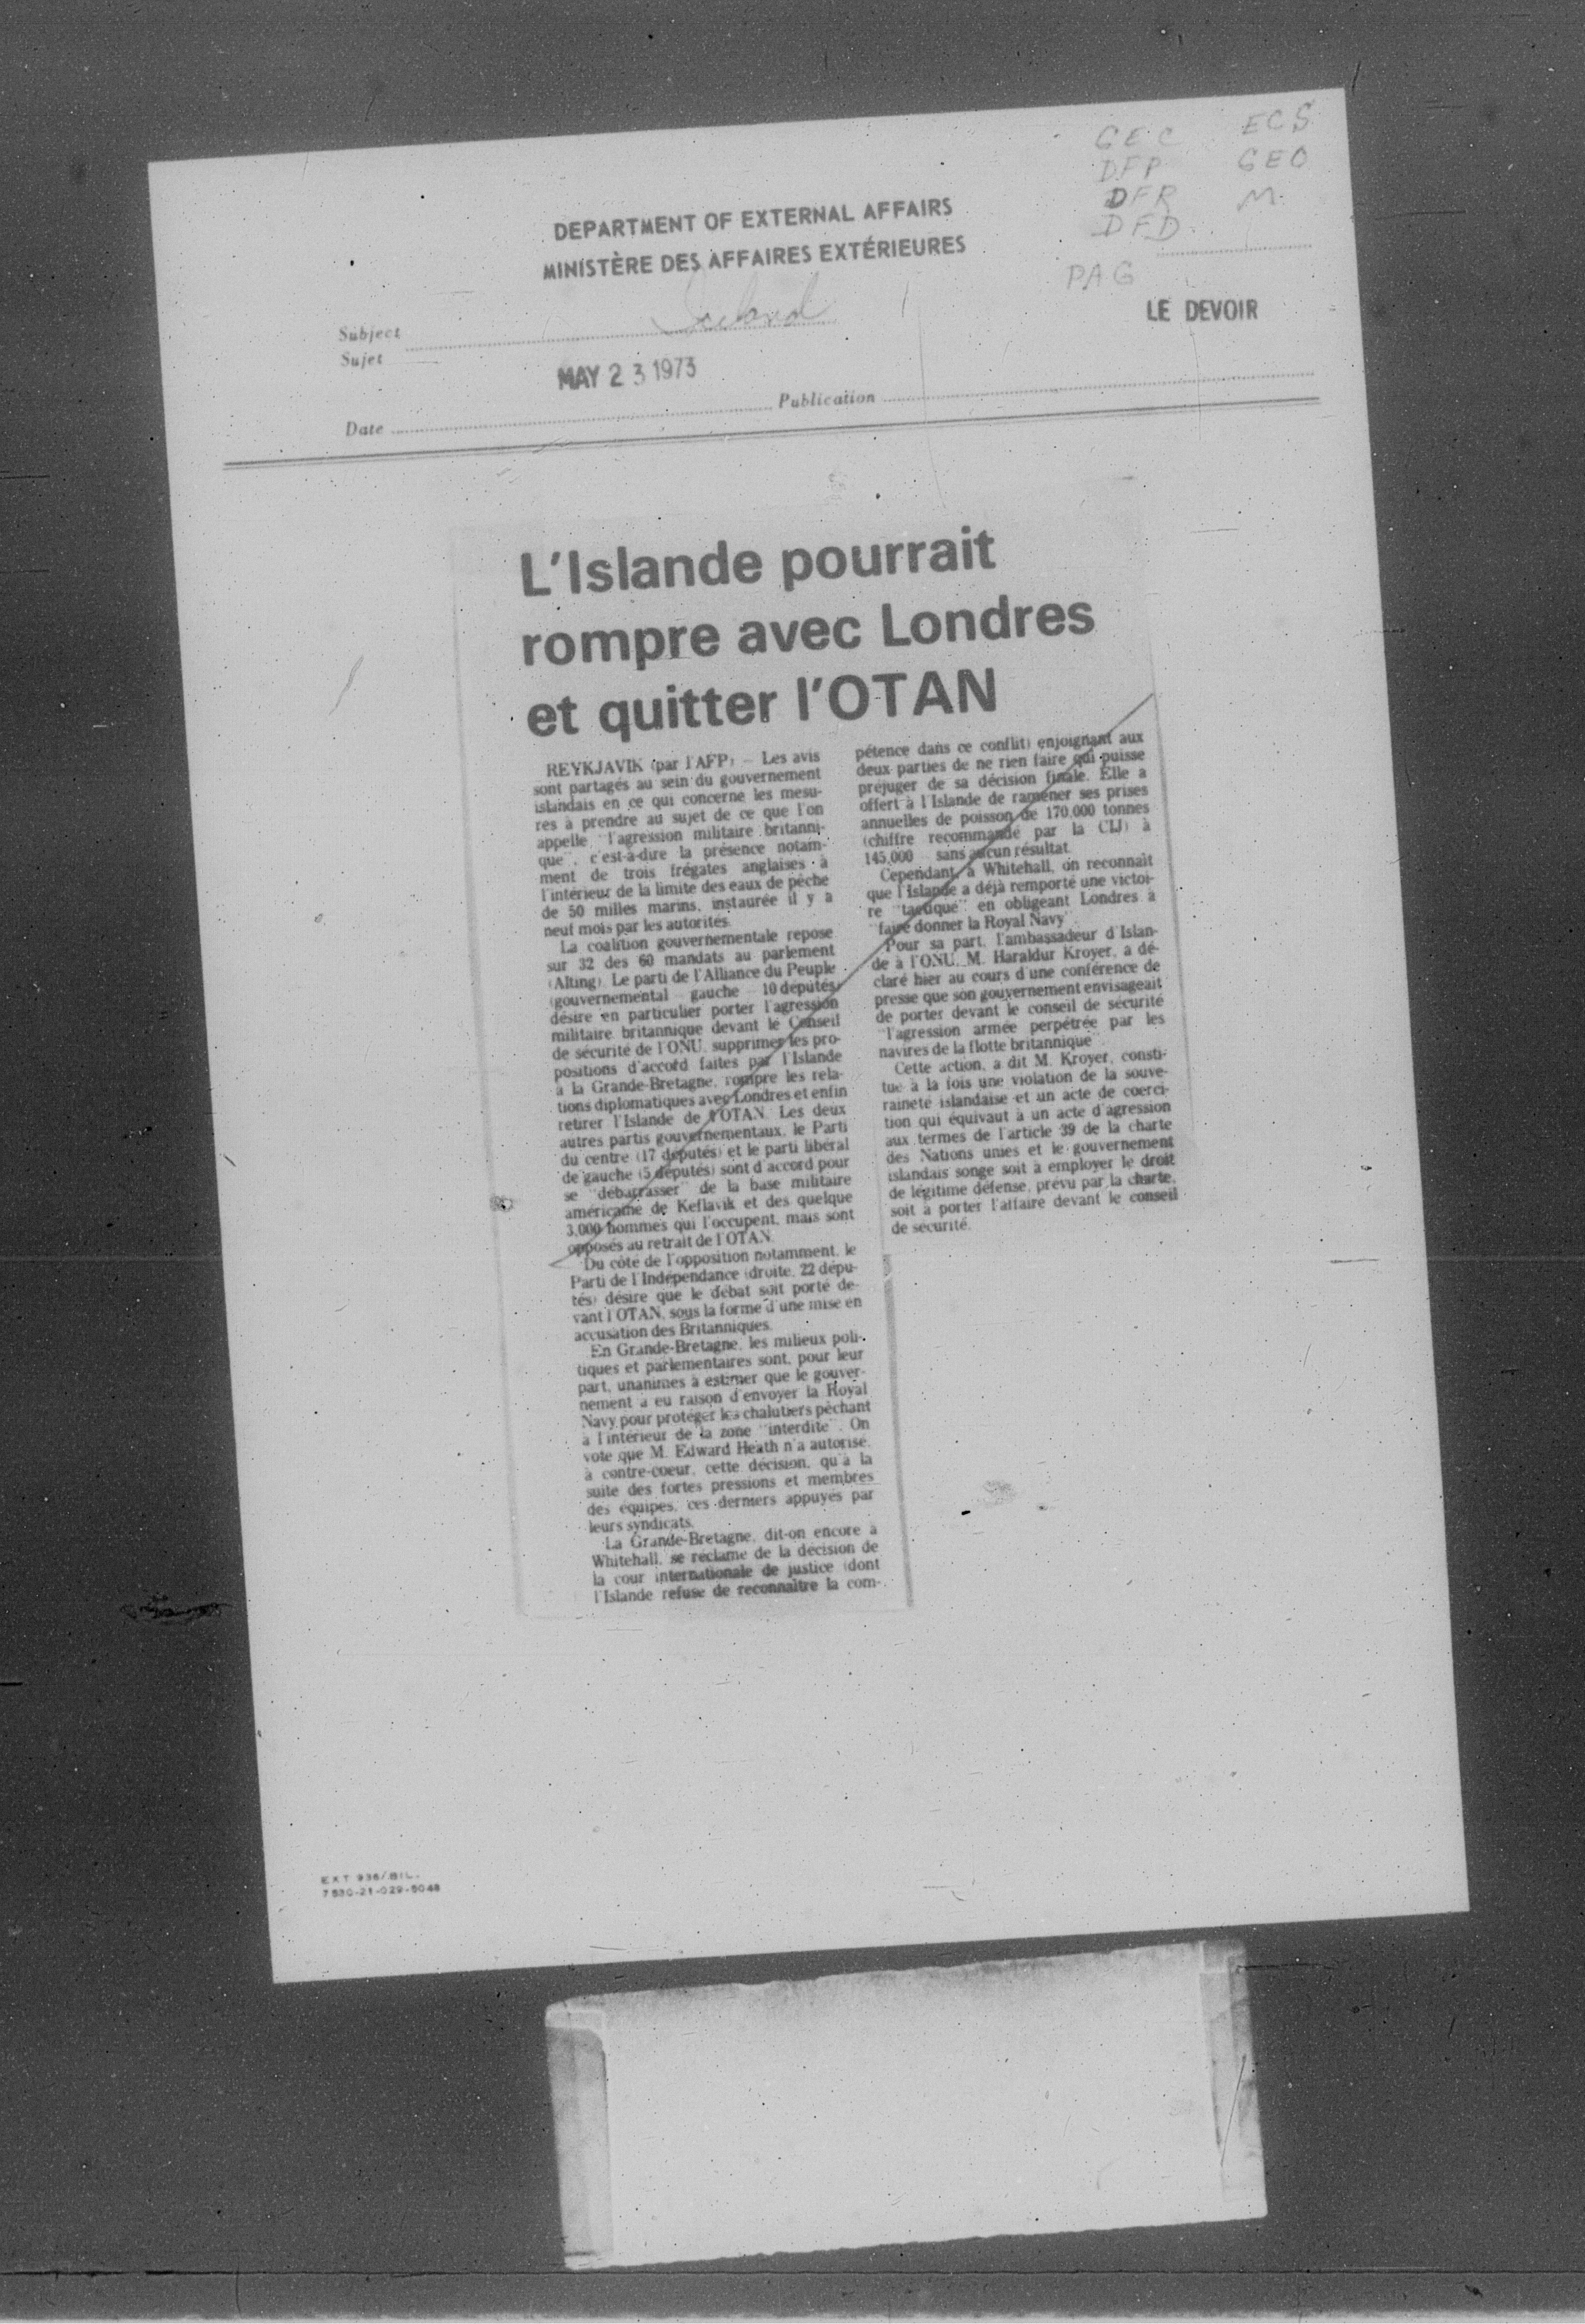 GEC ECS
DFP GEO
DFR M.
DFD
PAG
DEPARTMENT OF EXTERNAL AFFAIRS
MINISTÈRE DES AFFAIRES EXTÉRIEURES
LE DEVOIR
Subject Iceland
Sujet
MAY 23 1973
Date Publication
L'Islande pourrait
rompre avec Londres
et quitter l'OTAN
REYKJAVIK (par l'AFP) – Les avis
sont partagés au sein du gouvernement
islandais en ce qui concerne les mesu-
res à prendre au sujet de ce que l'on
appelle "l'agression militaire britanni-
que", c'est-à-dire la présence notam-
ment de trois frégates anglaises à
l'intérieur de la limite des eaux de pêche
de 50 milles marins, instaurée il y a
neuf mois par les autorités.
La coalition gouvernementale repose
sur 32 des 60 mandats au parlement
(Alting). Le parti de l'Alliance du Peuple
(gouvernemental – gauche – 10 députés)
désire en particulier porter l'agression
militaire britannique devant le Conseil
de sécurité de l'ONU, supprimer les pro-
positions d'accord faites par l'Islande
à la Grande-Bretagne, rompre les rela-
tions diplomatiques avec Londres et enfin
retirer l'Islande de l'OTAN. Les deux
autres partis gouvernementaux, le Parti
du centre (17 députés) et le parti libéral
de gauche (5 députés) sont d'accord pour
se "débarrasser" de la base militaire
américaine de Keflavik et des quelque
3,000 hommes qui l'occupent, mais sont
opposés au retrait de l'OTAN.
Du côté de l'opposition notamment, le
Parti de l'Indépendance (droite, 22 dépu-
tés) désire que le débat soit porté de-
vant l'OTAN, sous la forme d'une mise en
accusation des Britanniques.
En Grande-Bretagne, les milieux poli-
tiques et parlementaires sont, pour leur
part, unanimes à estimer que le gouver-
nement a eu raison d'envoyer la Royal
Navy pour protéger les chalutiers pêchant
à l'intérieur de la zone "interdite". On
vote que M. Edward Heath n'a autorisé,
à contre-coeur, cette décision, qu'à la
suite des fortes pressions et membres
des équipes, ces derniers appuyés par
leurs syndicats.
La Grande-Bretagne, dit-on encore à
Whitehall, se réclame de la décision de
la cour internationale de justice (dont
l'Islande refuse de reconnaître la com-
pétence dans ce conflit) enjoignant aux
deux parties de ne rien faire qui puisse
préjuger de sa décision finale. Elle a
offert à l'Islande de ramener ses prises
annuelles de poisson de 170,000 tonnes
(chiffre recommandé par la CIJ) à
145,000 – sans aucun résultat.
Cependant, à Whitehall, on reconnaît
que l'Islande a déjà remporté une victoi-
re "tactique" en obligeant Londres à
"faire donner la Royal Navy".
Pour sa part, l'ambassadeur d'Islan-
de à l'ONU, M. Haraldur Kroyer, a dé-
claré hier au cours d'une conférence de
presse que son gouvernement envisageait
de porter devant le conseil de sécurité
"l'agression armée perpétrée par les
navires de la flotte britannique".
Cette action, a dit M. Kroyer, consti-
tue à la fois une violation de la souve-
raineté islandaise et un acte de coerci-
tion qui équivaut à un acte d'agression
aux termes de l'article 39 de la charte
des Nations unies et le gouvernement
islandais songe soit à employer le droit
de légitime défense, prévu par la charte,
soit à porter l'affaire devant le conseil
de sécurité.
EXT 936/BIL.
7530-21-029-5048